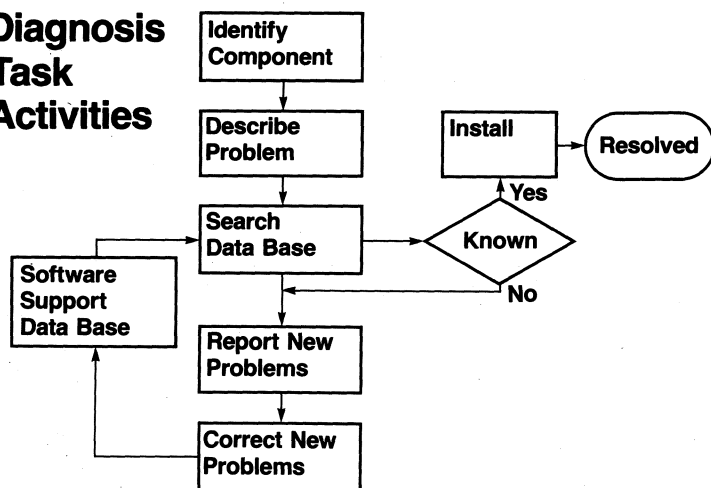 Diagnosis
Task
Activities
Identify
Component
Describe
Problem
Install
Resolved
Yes
Search
Data Base
Known
No
Software
Support
Data Base
Report New
Problems
Correct New
Problems